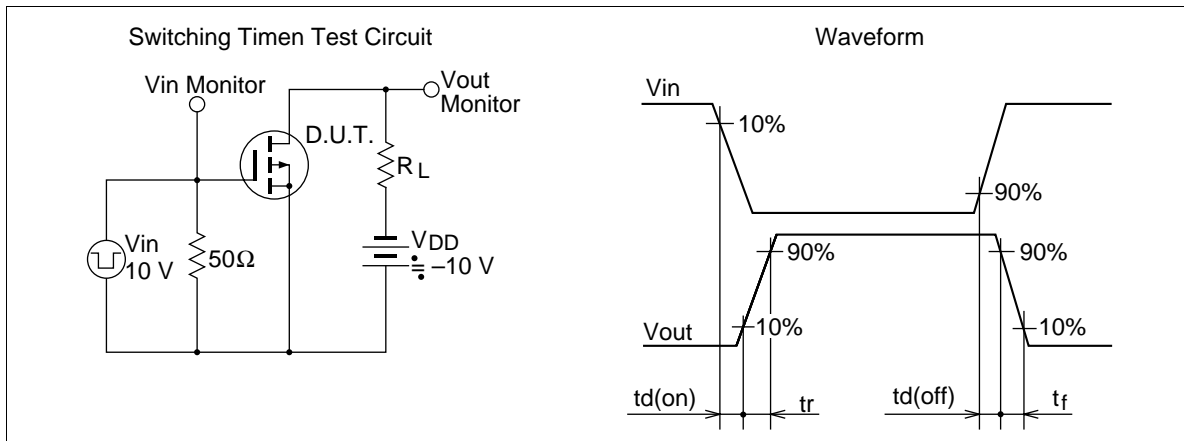 Switching Timen Test Circuit
Vin Monitor
Vout
Monitor
D.U.T.
RL
Vin
10 V
50Ω
VDD
≒ –10 V
Waveform
Vin
10%
90%
90%
90%
10%
10%
Vout
td(on)
tr
td(off)
tf